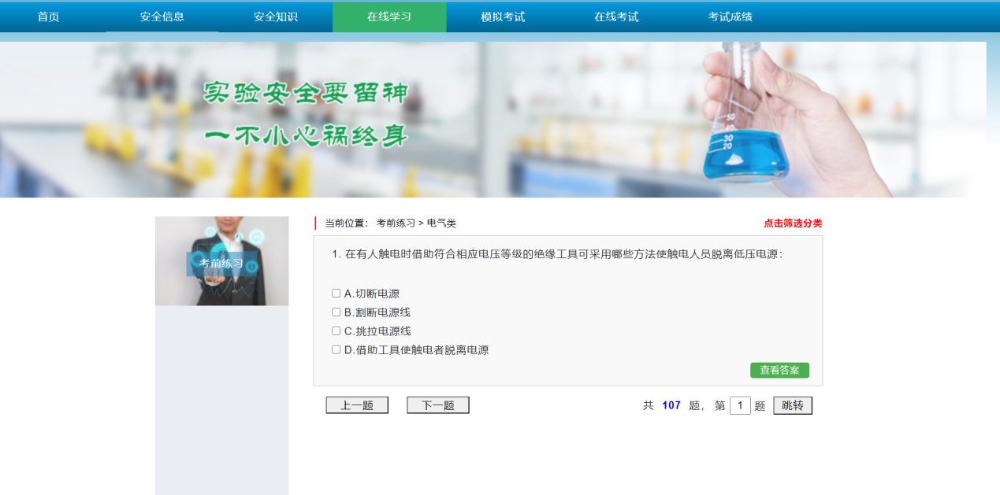 首页 安全信息 安全知识 在线学习 模拟考试 在线考试 考试成绩
实验安全要留神
一不小心祸终身
50
40
30
20
考前练习
当前位置： 考前练习 > 电气类 点击筛选分类
1. 在有人触电时借助符合相应电压等级的绝缘工具可采用哪些方法使触电人员脱离低压电源：
A.切断电源
B.割断电源线
C.挑拉电源线
D.借助工具使触电者脱离电源
查看答案
上一题 下一题 共 107 题, 第 1 题 跳转